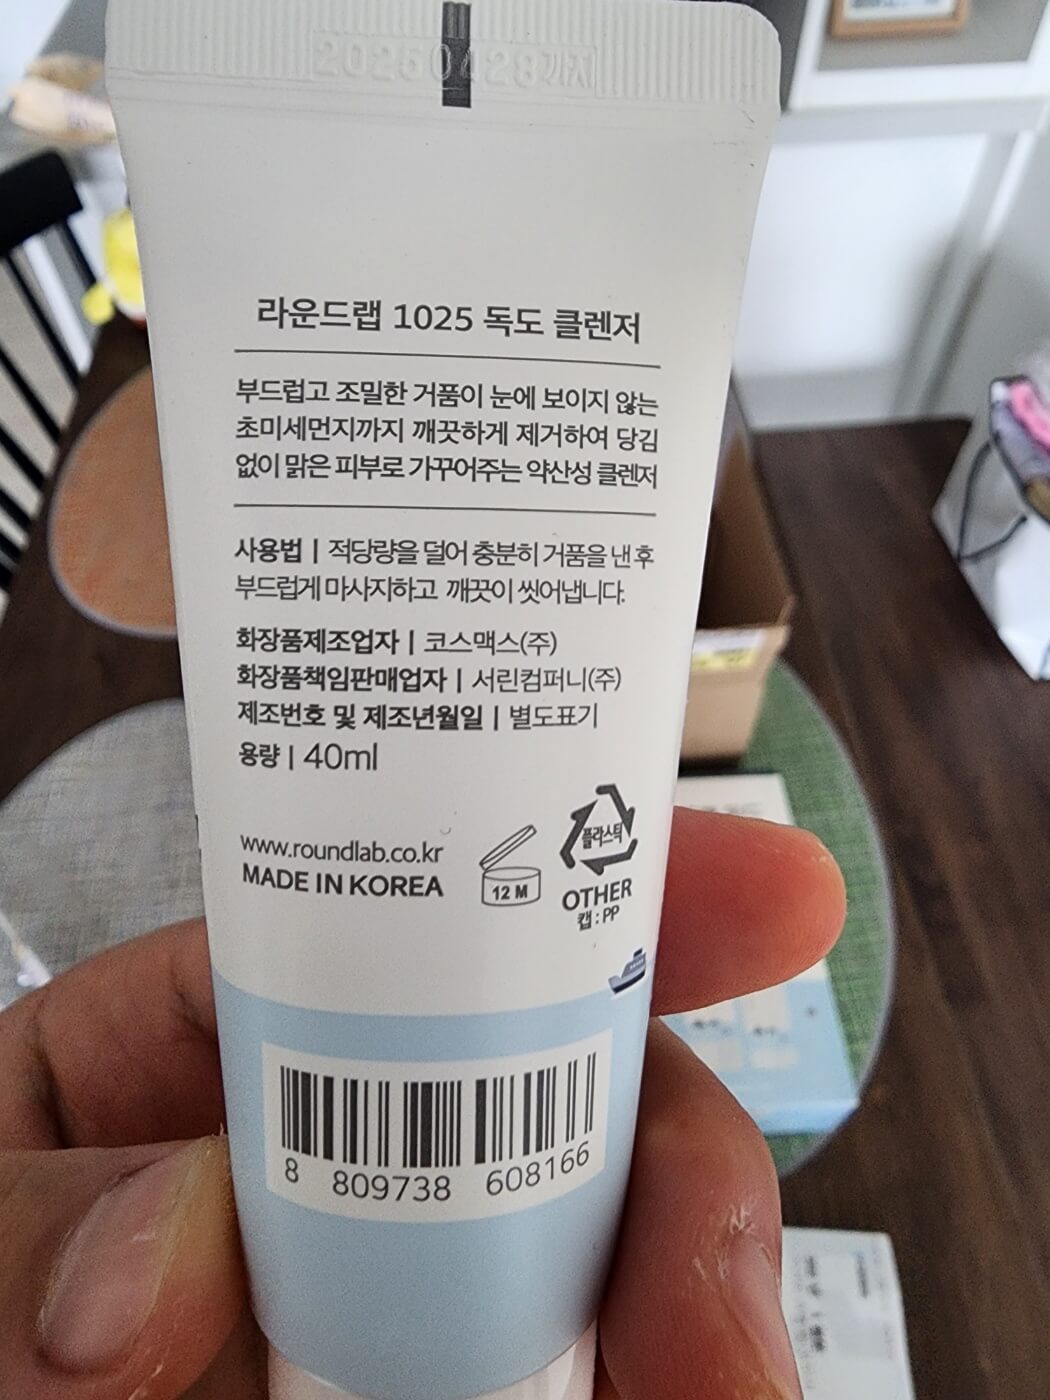 20250428까지
라운드랩 1025 독도 클렌저
부드럽고 조밀한 거품이 눈에 보이지 않는
초미세먼지까지 깨끗하게 제거하여 당김
없이 맑은 피부로 가꾸어주는 약산성 클렌저
사용법 | 적당량을 덜어 충분히 거품을 낸 후
부드럽게 마사지하고 깨끗이 씻어냅니다.
화장품제조업자 | 코스맥스(주)
화장품책임판매업자 | 서린컴퍼니(주)
제조번호 및 제조년월일 | 별도표기
용량 | 40ml
플라스틱
www.roundlab.co.kr
MADE IN KOREA
12 M
OTHER
캡 : PP
8 809738 608166